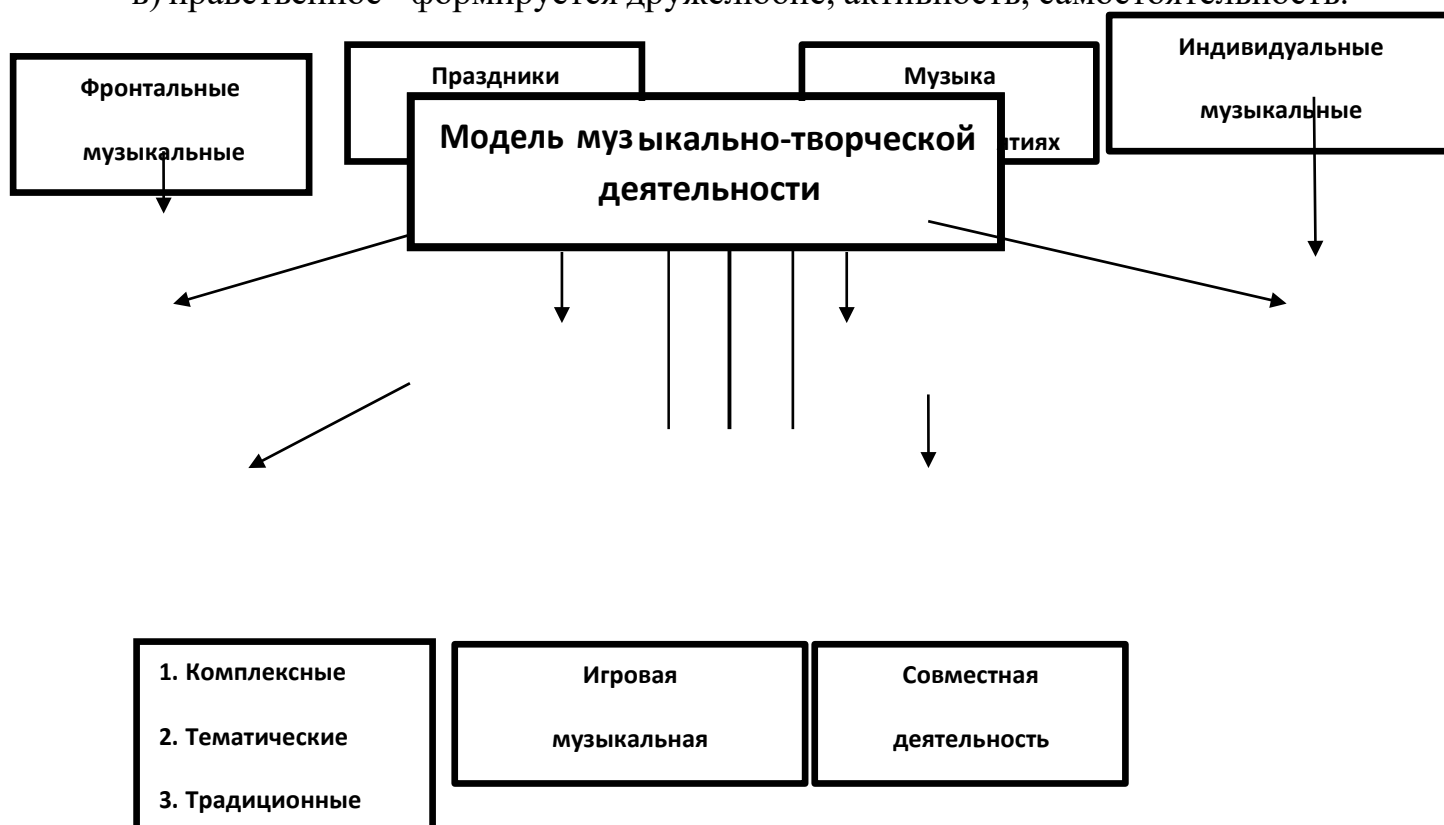 в) нравственное - формируется дружелюбие, активность, самостоятельность.
Фронтальные
музыкальные
Праздники
Музыка
тиях
Индивидуальные
музыкальные
Модель музыкально-творческой
деятельности
1. Комплексные
2. Тематические
3. Традиционные
Игровая
музыкальная
Совместная
деятельность